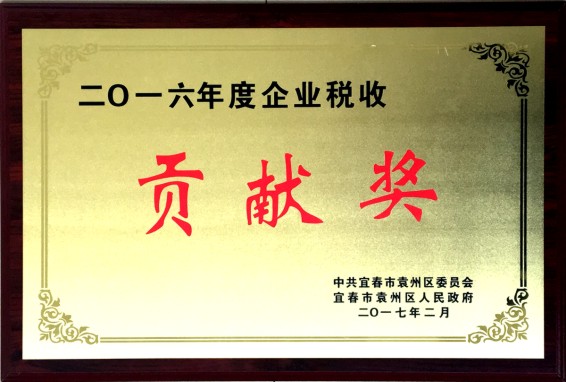 二〇一六年度企业税收
贡献奖
中共宜春市袁州区委员会
宜春市袁州区人民政府
二〇一七年二月